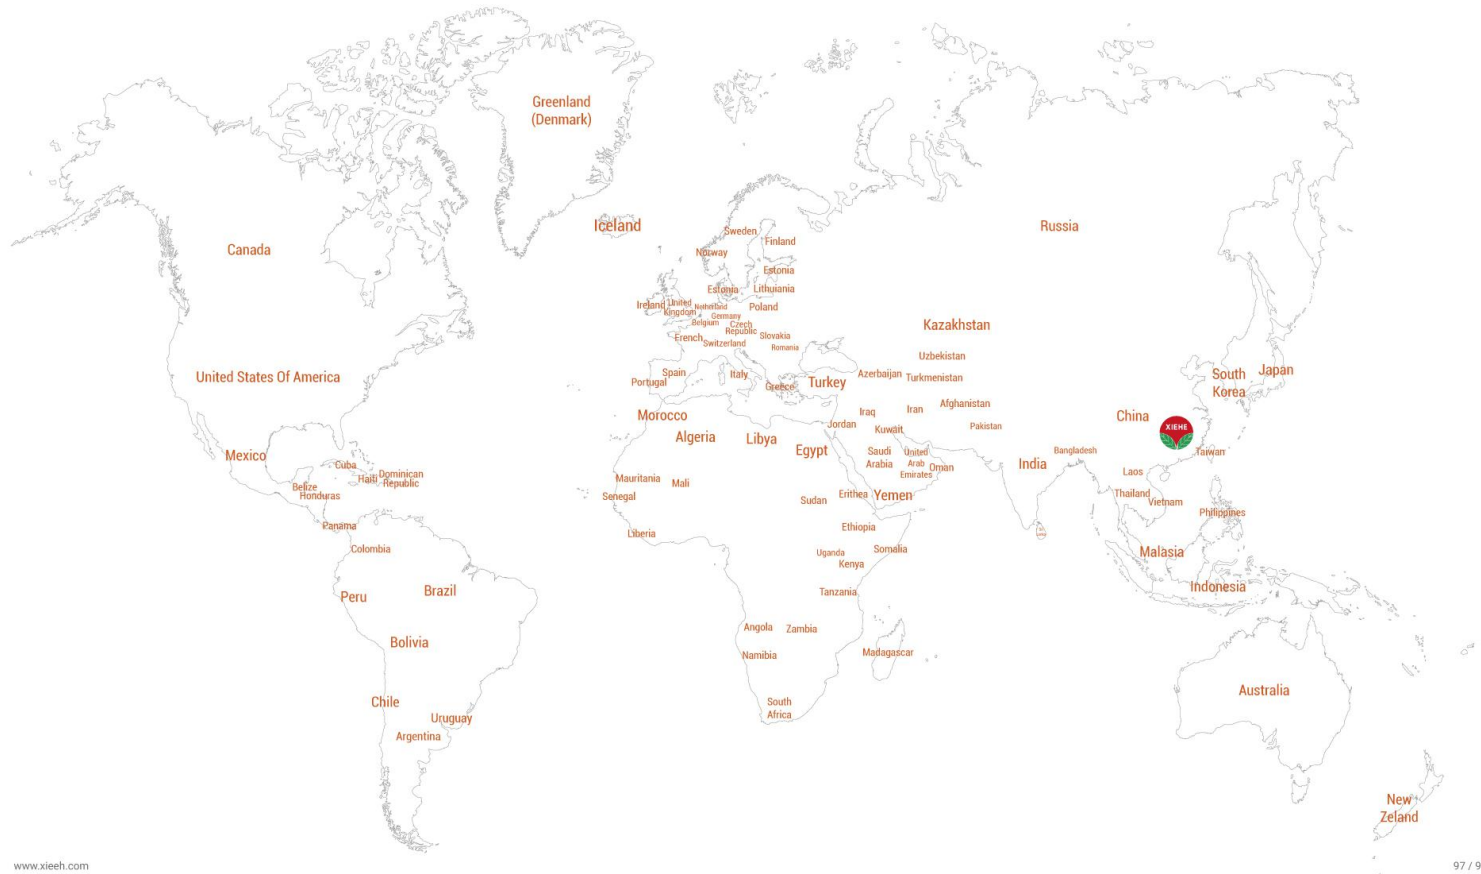 Greenland
(Denmark)
Iceland
Canada
Russia
Sweden
Finland
Norway
Estonia
Estonia
Lithuania
Ireland
United
Kingdom
Netherland
Poland
Germany
Belgium
Czech
Republic
Slovakia
French
Switzerland
Romania
Kazakhstan
Uzbekistan
United States Of America
Spain
Italy
Portugal
Greece
Turkey
Azerbaijan
Turkmenistan
South
Korea
Japan
Morocco
Iraq
Iran
Afghanistan
China
XIEHE
Jordan
Kuwait
Pakistan
Algeria
Libya
Egypt
Saudi
Arabia
United
Arab
Emirates
Oman
Bangladesh
Taiwan
India
Mexico
Cuba
Haiti
Dominican
Republic
Belize
Honduras
Mauritania
Mali
Senegal
Sudan
Erithea
Yemen
Laos
Thailand
Vietnam
Philippines
Panama
Liberia
Ethiopia
Colombia
Uganda
Somalia
Kenya
Malasia
Peru
Brazil
Tanzania
Indonesia
Bolivia
Angola
Zambia
Namibia
Madagascar
Chile
South
Africa
Australia
Uruguay
Argentina
New
Zeland
www.xieeh.com
97 / 9